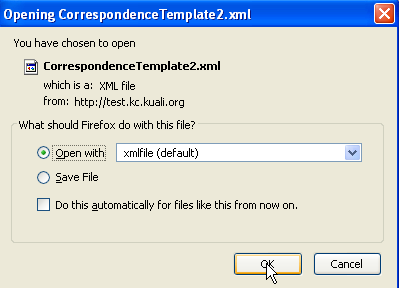 Opening CorrespondenceTemplate2.xml
You have chosen to open
CorrespondenceTemplate2.xml
which is a: XML file
from: http://test.kc.kuali.org
What should Firefox do with this file?
Open with xmlfile (default)
Save File
Do this automatically for files like this from now on.
OK Cancel